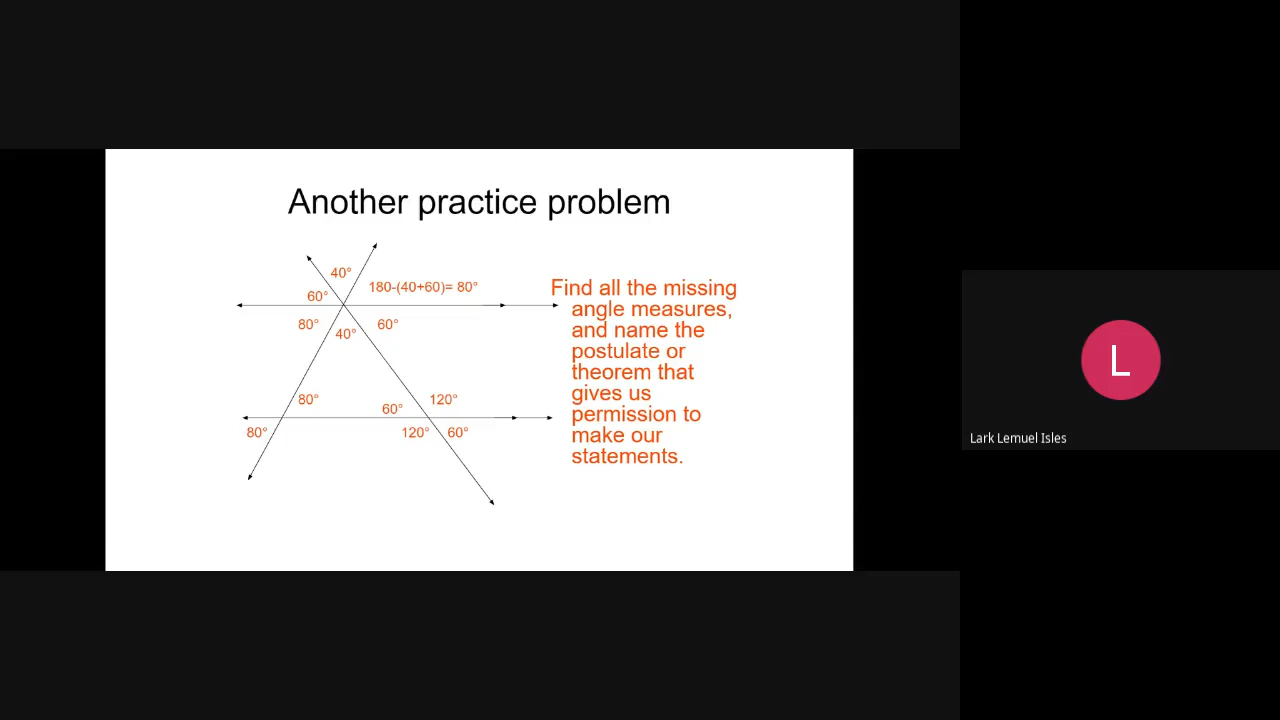 Another practice problem
40°
180-(40+60)= 80°
60°
80°
40°
60°
80°
60°
120°
80°
120°
60°
Find all the missing
angle measures,
and name the
postulate or
theorem that
gives us
permission to
make our
statements.
L
Lark Lemuel Isles